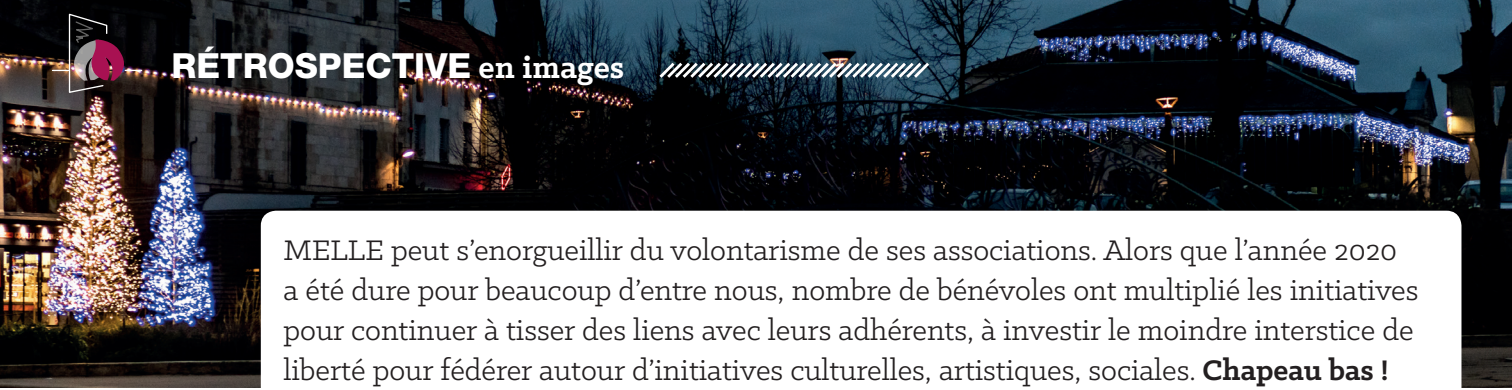 RÉTROSPECTIVE en images
MELLE peut s’enorgueillir du volontarisme de ses associations. Alors que l’année 2020
a été dure pour beaucoup d’entre nous, nombre de bénévoles ont multiplié les initiatives
pour continuer à tisser des liens avec leurs adhérents, à investir le moindre interstice de
liberté pour fédérer autour d’initiatives culturelles, artistiques, sociales. Chapeau bas !